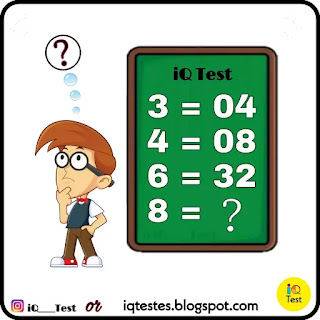 ?
iQ Test
3 = 04
4 = 08
6 = 32
8 = ?
iQ
Test
iQ___Test or iqtestes.blogspot.com